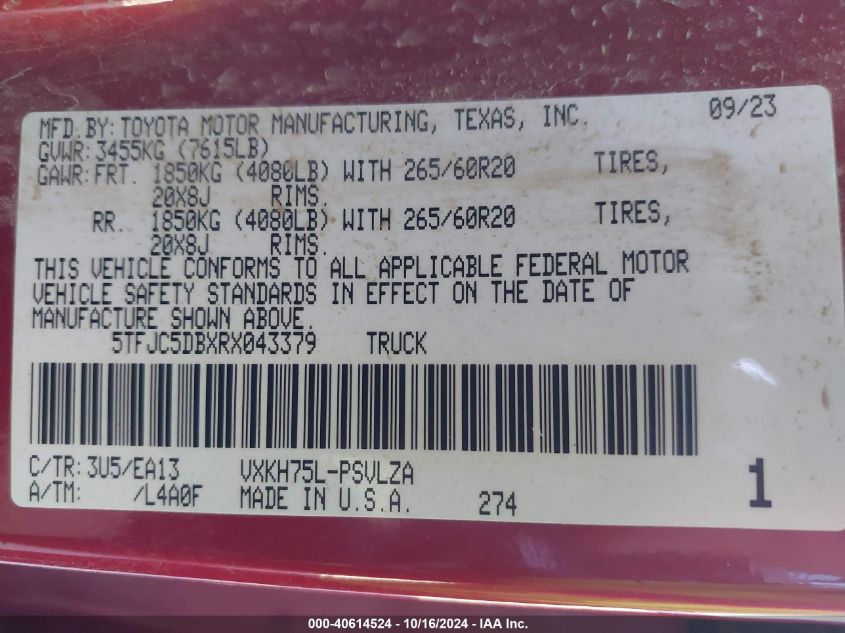 MFD.BY: TOYOTA MOTOR MANUFACTURING, TEXAS, INC. 09/23
GVWR: 3455KG (7615LB)
GAWR: FRT. 1850KG (4080LB) WITH 265/60R20 TIRES,
20X8J RIMS.
RR. 1850KG (4080LB) WITH 265/60R20 TIRES,
20X8J RIMS.
THIS VEHICLE CONFORMS TO ALL APPLICABLE FEDERAL MOTOR
VEHICLE SAFETY STANDARDS IN EFFECT ON THE DATE OF
MANUFACTURE SHOWN ABOVE.
5TFJC5DBXRX043379 TRUCK
C/TR: 3U5/EA13 VXKH75L-PSVLZA 1
A/TM: /L4A0F MADE IN U.S.A. 274
000-40614524 - 10/16/2024 - IAA Inc.